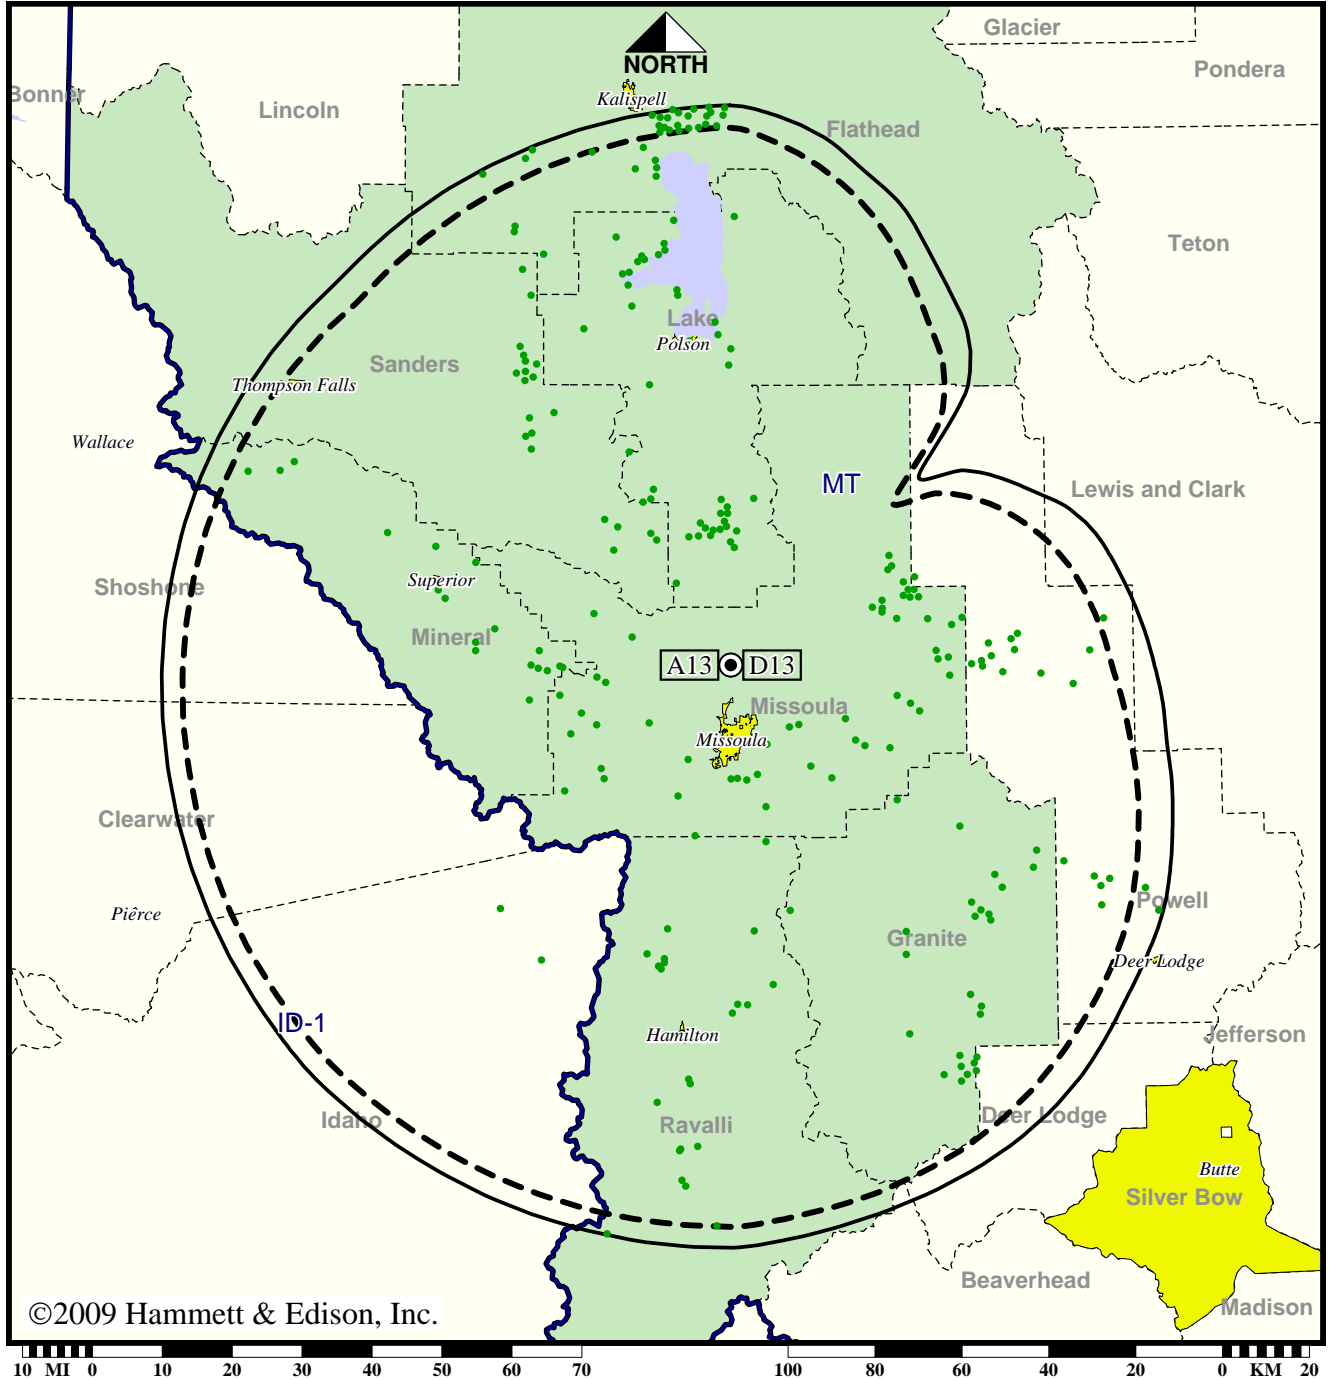 Glacier
Pondera
NORTH
Bonner
Lincoln
Kalispell
Flathead
Teton
Lake
Polson
Sanders
Thompson Falls
Wallace
MT
Lewis and Clark
Superior
Shoshone
Mineral
A13 D13
Missoula
Missoula
Clearwater
Pierce
Powell
Granite
Deer Lodge
ID-1
Hamilton
Jefferson
Idaho
Ravalli
Deer Lodge
Butte
Silver Bow
Beaverhead
Madison
©2009 Hammett & Edison, Inc.
10 MI 0 10 20 30 40 50 60 70 100 80 60 40 20 0 KM 20